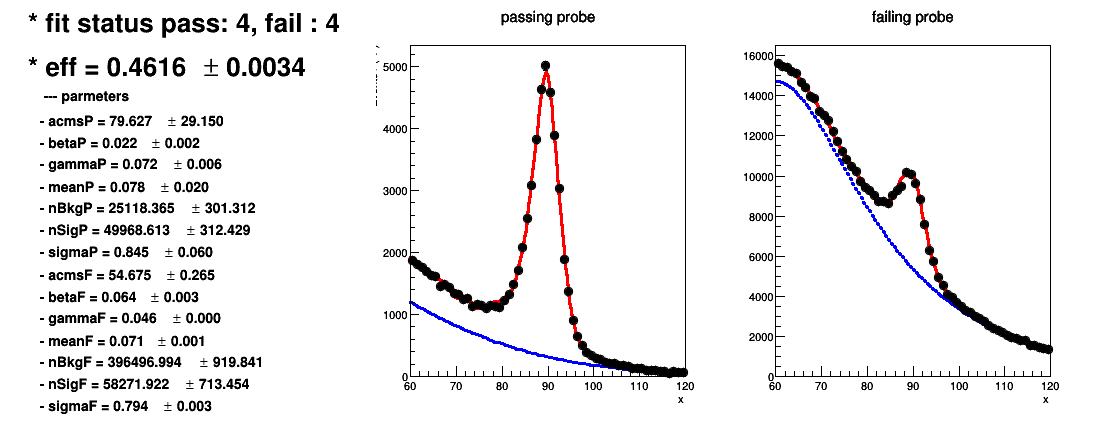 * fit status pass: 4, fail : 4
* eff = 0.4616 ± 0.0034
--- parmeters
- acmsP = 79.627 ± 29.150
- betaP = 0.022 ± 0.002
- gammaP = 0.072 ± 0.006
- meanP = 0.078 ± 0.020
- nBkgP = 25118.365 ± 301.312
- nSigP = 49968.613 ± 312.429
- sigmaP = 0.845 ± 0.060
- acmsF = 54.675 ± 0.265
- betaF = 0.064 ± 0.003
- gammaF = 0.046 ± 0.000
- meanF = 0.071 ± 0.001
- nBkgF = 396496.994 ± 919.841
- nSigF = 58271.922 ± 713.454
- sigmaF = 0.794 ± 0.003
passing probe
5000
4000
3000
2000
1000
0
60 70 80 90 100 110 120
x
failing probe
16000
14000
12000
10000
8000
6000
4000
2000
0
60 70 80 90 100 110 120
x